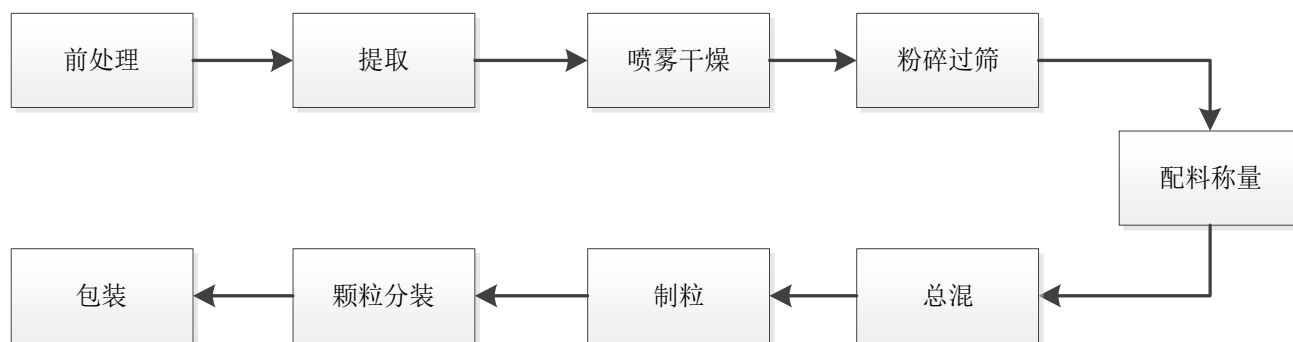 前处理
提取
喷雾干燥
粉碎过筛
配料称量
总混
制粒
颗粒分装
包装